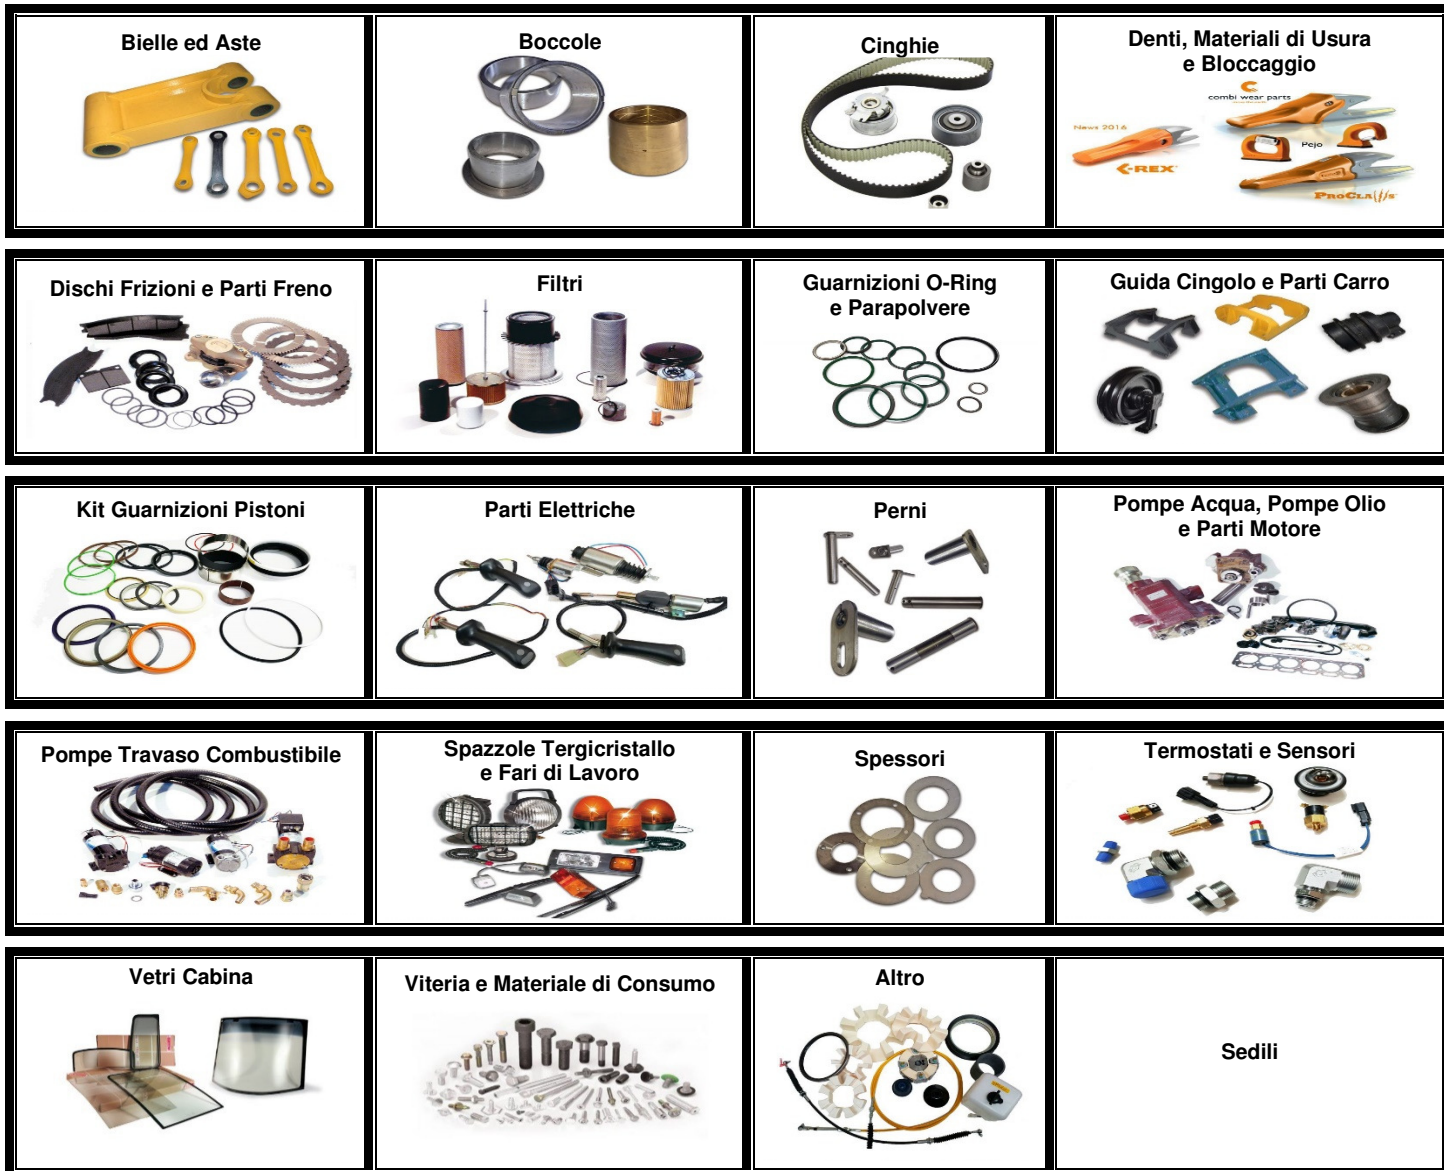 Bielle ed Aste
Boccole
Cinghie
Denti, Materiali di Usura
e Bloccaggio
combi wear parts
News 2016
Pejo
C-REX
PROCLAWS
Dischi Frizioni e Parti Freno
Filtri
Guarnizioni O-Ring
e Parapolvere
Guida Cingolo e Parti Carro
Kit Guarnizioni Pistoni
Parti Elettriche
Perni
Pompe Acqua, Pompe Olio
e Parti Motore
Pompe Travaso Combustibile
Spazzole Tergicristallo
e Fari di Lavoro
Spessori
Termostati e Sensori
Vetri Cabina
Viteria e Materiale di Consumo
Altro
Sedili